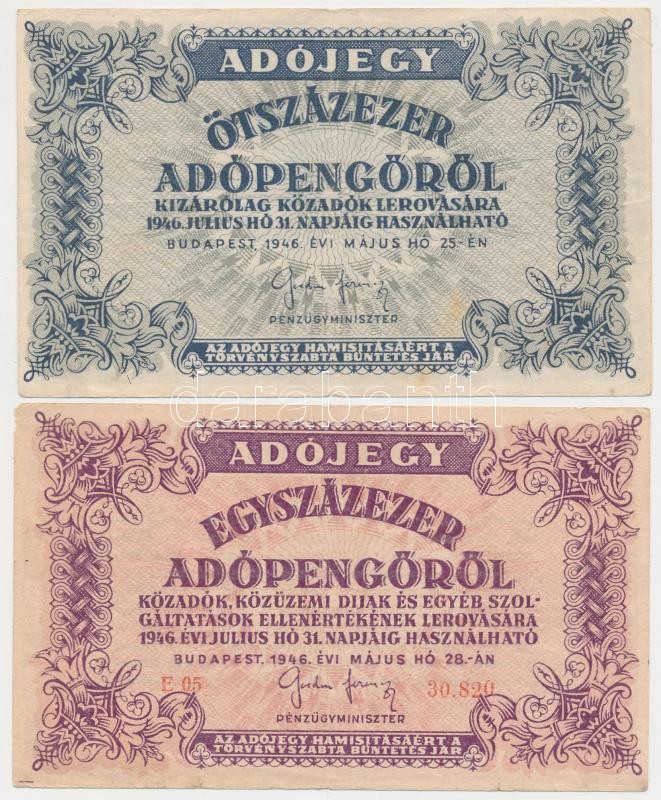 ADÓJEGY
ÖTSZÁZEZER
ADÓPENGŐRŐL
KIZÁRÓLAG KÖZADÓK LEROVÁSÁRA
1946. JULIUS HÓ 31. NAPJÁIG HASZNÁLHATÓ
BUDAPEST, 1946. ÉVI MÁJUS HÓ 25.-ÉN
PÉNZÜGYMINISZTER
AZ ADÓJEGY HAMISITÁSÁÉRT A
TÖRVÉNYSZABTA BÜNTETÉS JÁR
darabanth
ADÓJEGY
EGYSZÁZEZER
ADÓPENGŐRŐL
KÖZADÓK, KÖZÜZEMI DIJAK ÉS EGYÉB SZOL-
GÁLTATÁSOK ELLENÉRTÉKÉNEK LEROVÁSÁRA
1946. ÉVI JULIUS HÓ 31. NAPJÁIG HASZNÁLHATÓ
BUDAPEST, 1946. ÉVI MÁJUS HÓ 28.-ÁN
E 05 30.820
PÉNZÜGYMINISZTER
AZ ADÓJEGY HAMISITÁSÁÉRT A
TÖRVÉNYSZABTA BÜNTETÉS JÁR